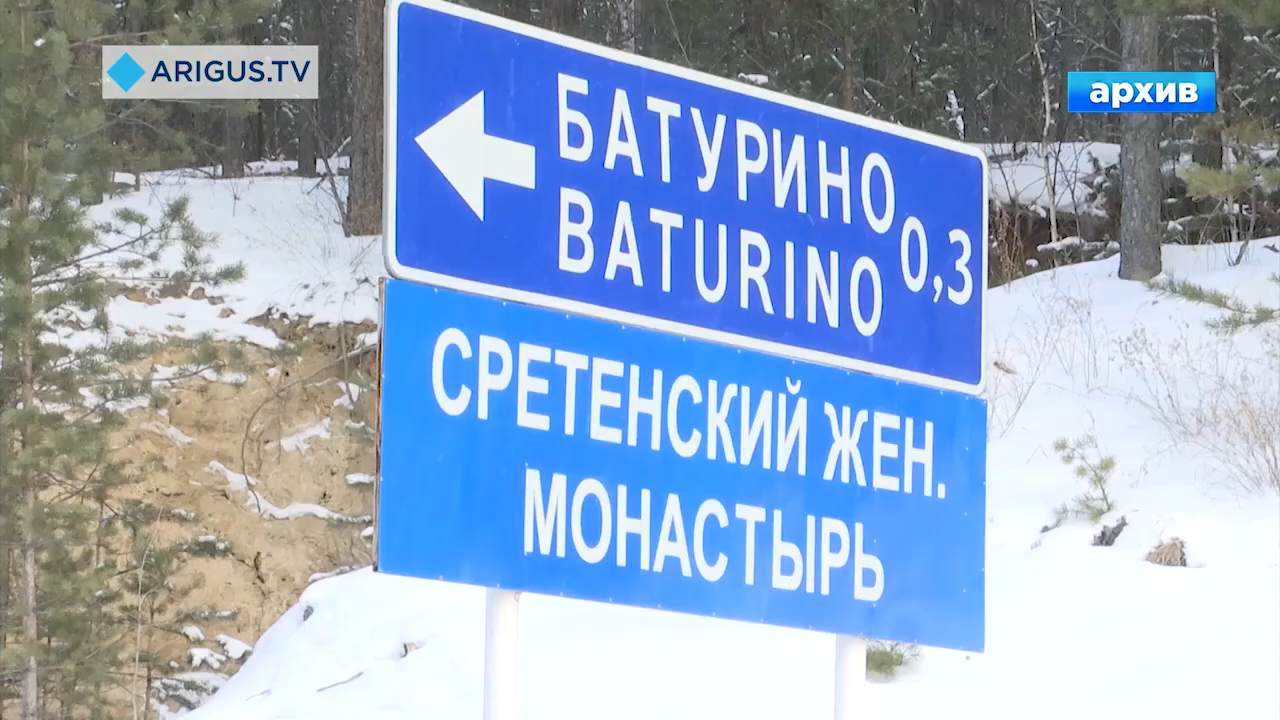 ARIGUS.TV
архив
БАТУРИНО
BATURINO
0,3
СРЕТЕНСКИЙ ЖЕН.
МОНАСТЫРЬ